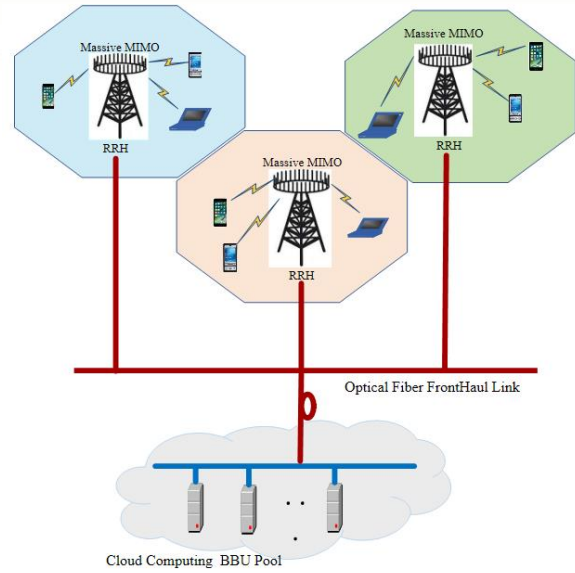 Massive MIMO
RRH
Massive MIMO
RRH
Massive MIMO
RRH
Optical Fiber FrontHaul Link
Cloud Computing BBU Pool